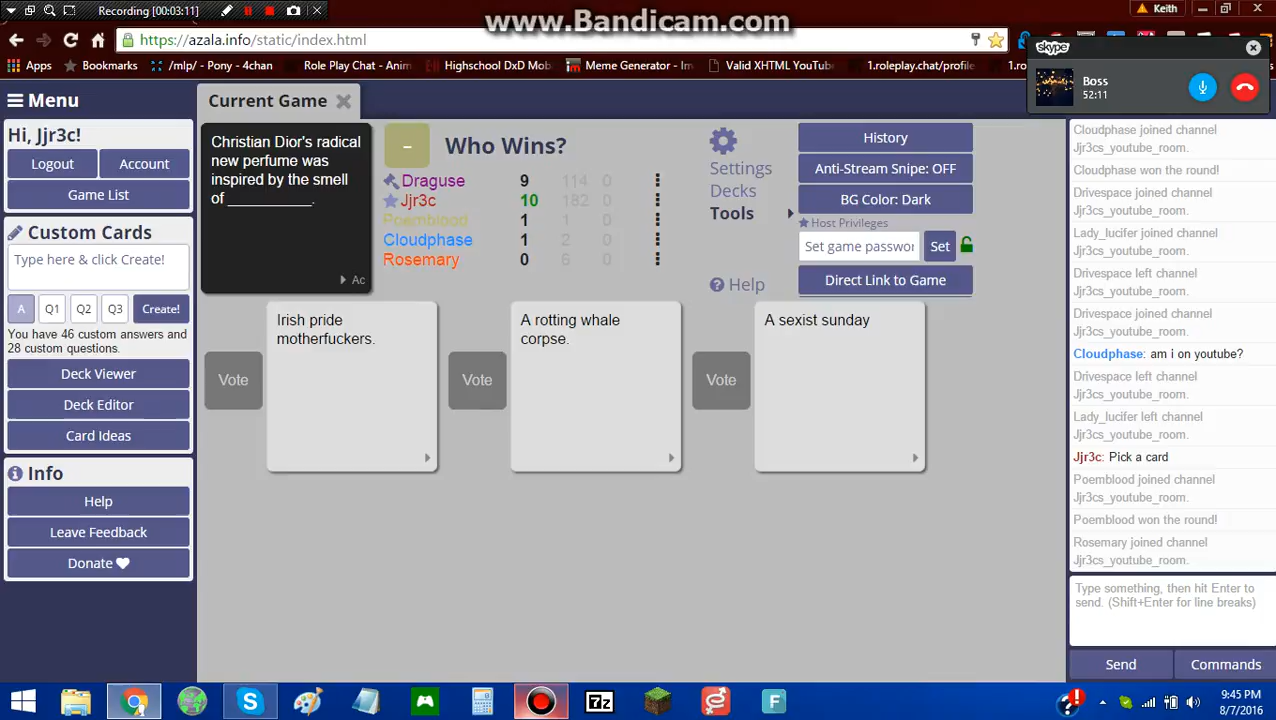 Recording [00:03:11]
www.Bandicam.com
Keith
https://azala.info/static/index.html
Apps
Bookmarks
/mlp/ - Pony - 4chan
Role Play Chat - Anim
Highschool DxD Mo
Meme Generator - Im
Valid XHTML YouTub
1.roleplay.chat/profile
skype
Boss
52:11
Menu
Current Game
Hi, Jjr3c!
Logout
Account
Game List
Custom Cards
Type here & click Create!
A
Q1
Q2
Q3
Create!
You have 46 custom answers and
28 custom questions.
Deck Viewer
Deck Editor
Card Ideas
Info
Help
Leave Feedback
Donate
Christian Dior's radical
new perfume was
inspired by the smell
of __________.
Ac
–
Who Wins?
Draguse 9 114 0
Jjr3c 10 182 0
Poemblood 1 1 0
Cloudphase 1 2 0
Rosemary 0 6 0
Settings
Decks
Tools
Help
History
Anti-Stream Snipe: OFF
BG Color: Dark
Host Privileges
Set game passwor
Set
Direct Link to Game
Vote
Irish pride
motherfuckers.
Vote
A rotting whale
corpse.
Vote
A sexist sunday
Cloudphase joined channel
Jjr3cs_youtube_room.
Cloudphase won the round!
Drivespace joined channel
Jjr3cs_youtube_room.
Lady_lucifer joined channel
Jjr3cs_youtube_room.
Drivespace left channel
Jjr3cs_youtube_room.
Drivespace joined channel
Jjr3cs_youtube_room.
Cloudphase: am i on youtube?
Drivespace left channel
Jjr3cs_youtube_room.
Lady_lucifer left channel
Jjr3cs_youtube_room.
Jjr3c: Pick a card
Poemblood joined channel
Jjr3cs_youtube_room.
Poemblood won the round!
Rosemary joined channel
Jjr3cs_youtube_room.
Type something, then hit Enter to
send. (Shift+Enter for line breaks)
Send
Commands
7z
F
9:45 PM
8/7/2016